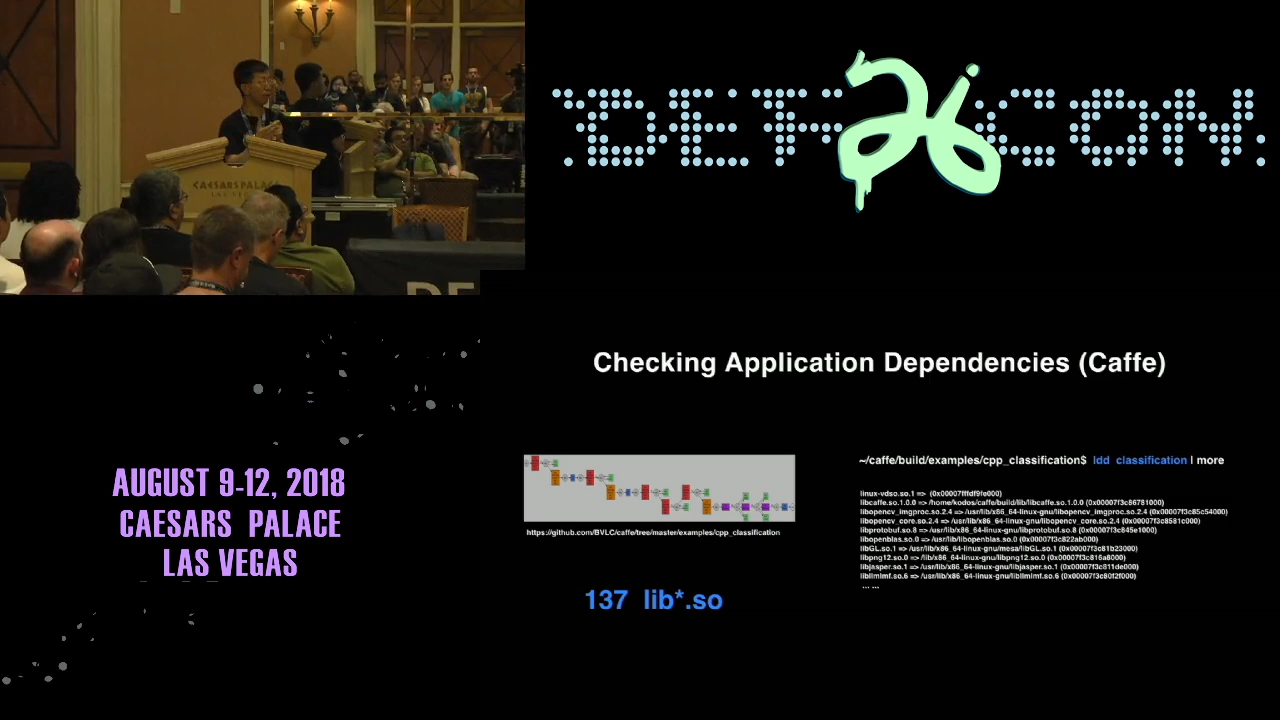 CAESARS PALACE
LAS VEGAS
DEF
DEF 26 CON
AUGUST 9-12, 2018
CAESARS PALACE
LAS VEGAS
Checking Application Dependencies (Caffe)
https://github.com/BVLC/caffe/tree/master/examples/cpp_classification
137 lib*.so
~/caffe/build/examples/cpp_classification$ ldd classification | more
linux-vdso.so.1 => (0x00007fffdf9fe000)
libcaffe.so.1.0.0 => /home/kodos/caffe/build/lib/libcaffe.so.1.0.0 (0x00007f3c86781000)
libopencv_imgproc.so.2.4 => /usr/lib/x86_64-linux-gnu/libopencv_imgproc.so.2.4 (0x00007f3c85c54000)
libopencv_core.so.2.4 => /usr/lib/x86_64-linux-gnu/libopencv_core.so.2.4 (0x00007f3c8581c000)
libprotobuf.so.8 => /usr/lib/x86_64-linux-gnu/libprotobuf.so.8 (0x00007f3c845e1000)
libopenblas.so.0 => /usr/lib/libopenblas.so.0 (0x00007f3c822ab000)
libGL.so.1 => /usr/lib/x86_64-linux-gnu/mesa/libGL.so.1 (0x00007f3c81b23000)
libpng12.so.0 => /lib/x86_64-linux-gnu/libpng12.so.0 (0x00007f3c816a8000)
libjasper.so.1 => /usr/lib/x86_64-linux-gnu/libjasper.so.1 (0x00007f3c811de000)
libIlmImf.so.6 => /usr/lib/x86_64-linux-gnu/libIlmImf.so.6 (0x00007f3c80f2f000)
... ...